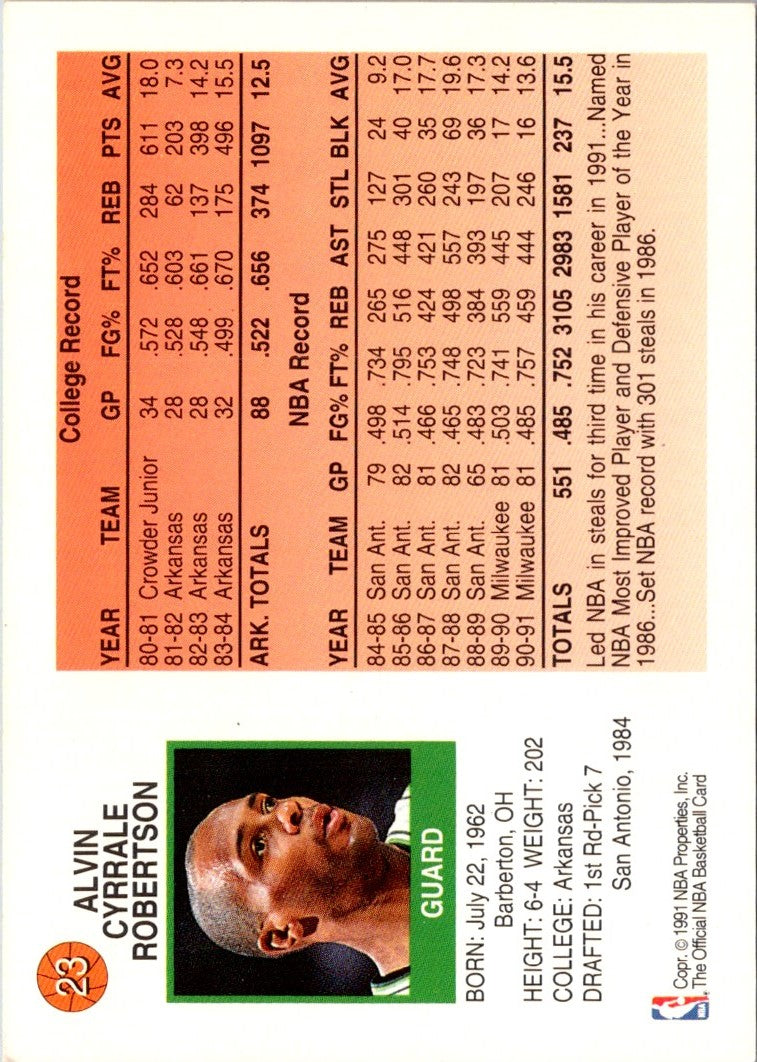 23
ALVIN
CYRRALE
ROBERTSON
GUARD
BORN: July 22, 1962
Barberton, OH
HEIGHT: 6-4 WEIGHT: 202
COLLEGE: Arkansas
DRAFTED: 1st Rd-Pick 7
San Antonio, 1984
NBA
Copr. © 1991 NBA Properties, Inc.
The Official NBA Basketball Card
College Record
YEAR TEAM GP FG% FT% REB PTS AVG
80-81 Crowder Junior 34 .572 .652 284 611 18.0
81-82 Arkansas 28 .528 .603 62 203 7.3
82-83 Arkansas 28 .548 .661 137 398 14.2
83-84 Arkansas 32 .499 .670 175 496 15.5
ARK. TOTALS 88 .522 .656 374 1097 12.5
NBA Record
YEAR TEAM GP FG% FT% REB AST STL BLK AVG
84-85 San Ant. 79 .498 .734 265 275 127 24 9.2
85-86 San Ant. 82 .514 .795 516 448 301 40 17.0
86-87 San Ant. 81 .466 .753 424 421 260 35 17.7
87-88 San Ant. 82 .465 .748 498 557 243 69 19.6
88-89 San Ant. 65 .483 .723 384 393 197 36 17.3
89-90 Milwaukee 81 .503 .741 559 445 207 17 14.2
90-91 Milwaukee 81 .485 .757 459 444 246 16 13.6
TOTALS 551 .485 .752 3105 2983 1581 237 15.5
Led NBA in steals for third time in his career in 1991...Named
NBA Most Improved Player and Defensive Player of the Year in
1986...Set NBA record with 301 steals in 1986.